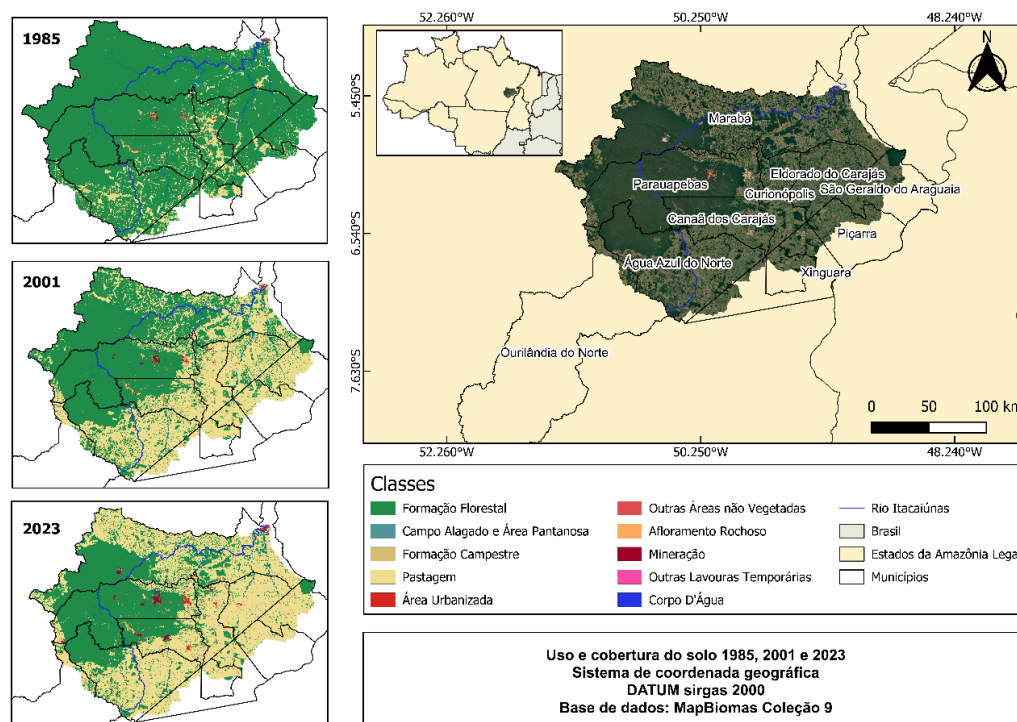 1985
2001
2023
52.260°W
50.250°W
48.240°W
N
5.450°S
6.540°S
7.630°S
Marabá
Eldorado do Carajás
Parauapebas
Curionópolis
São Geraldo do Araguaia
Canaã dos Carajás
Piçarra
Água Azul do Norte
Xinguara
Ourilândia do Norte
0 50 100 km
52.260°W
50.250°W
48.240°W
Classes
Formação Florestal
Campo Alagado e Área Pantanosa
Formação Campestre
Pastagem
Área Urbanizada
Outras Áreas não Vegetadas
Afloramento Rochoso
Mineração
Outras Lavouras Temporárias
Corpo D'Água
Rio Itacaiúnas
Brasil
Estados da Amazônia Lega
Municípios
Uso e cobertura do solo 1985, 2001 e 2023
Sistema de coordenada geográfica
DATUM sirgas 2000
Base de dados: MapBiomas Coleção 9